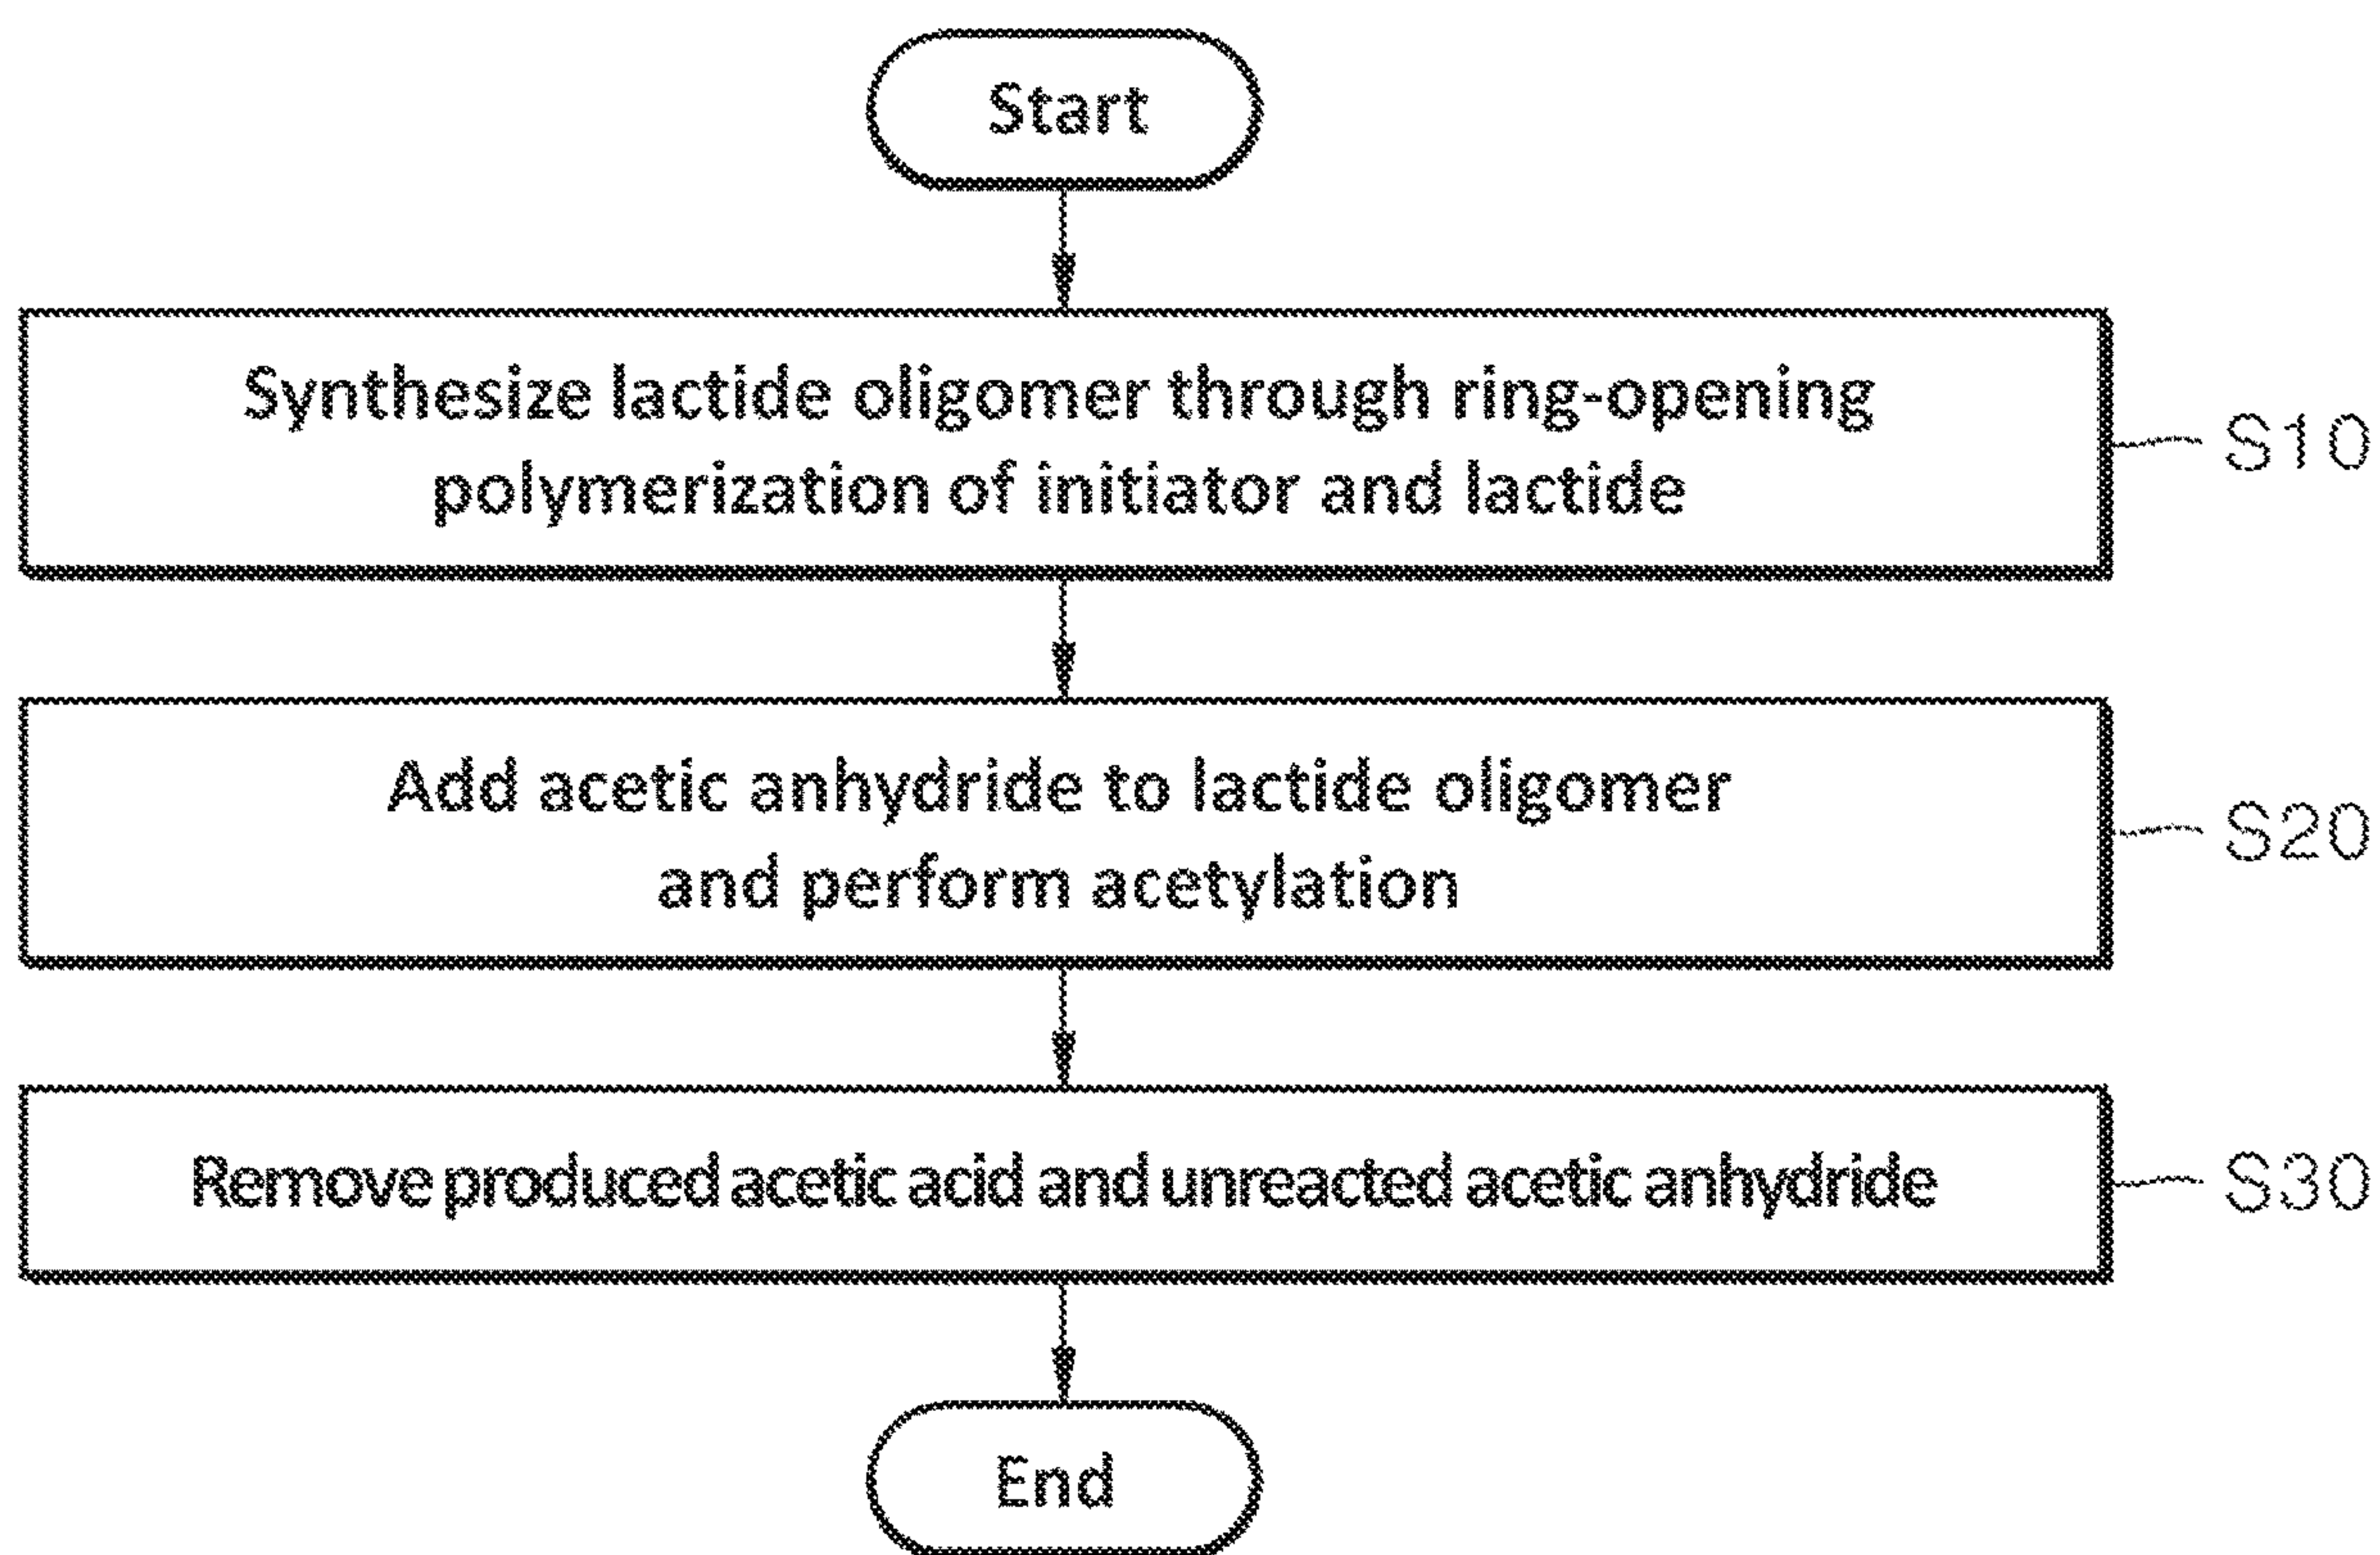 Start
Synthesize lactide oligomer through ring-opening
polymerization of initiator and lactide
S10
Add acetic anhydride to lactide oligomer
and perform acetylation
S20
Remove produced acetic acid and unreacted acetic anhydride
S30
End